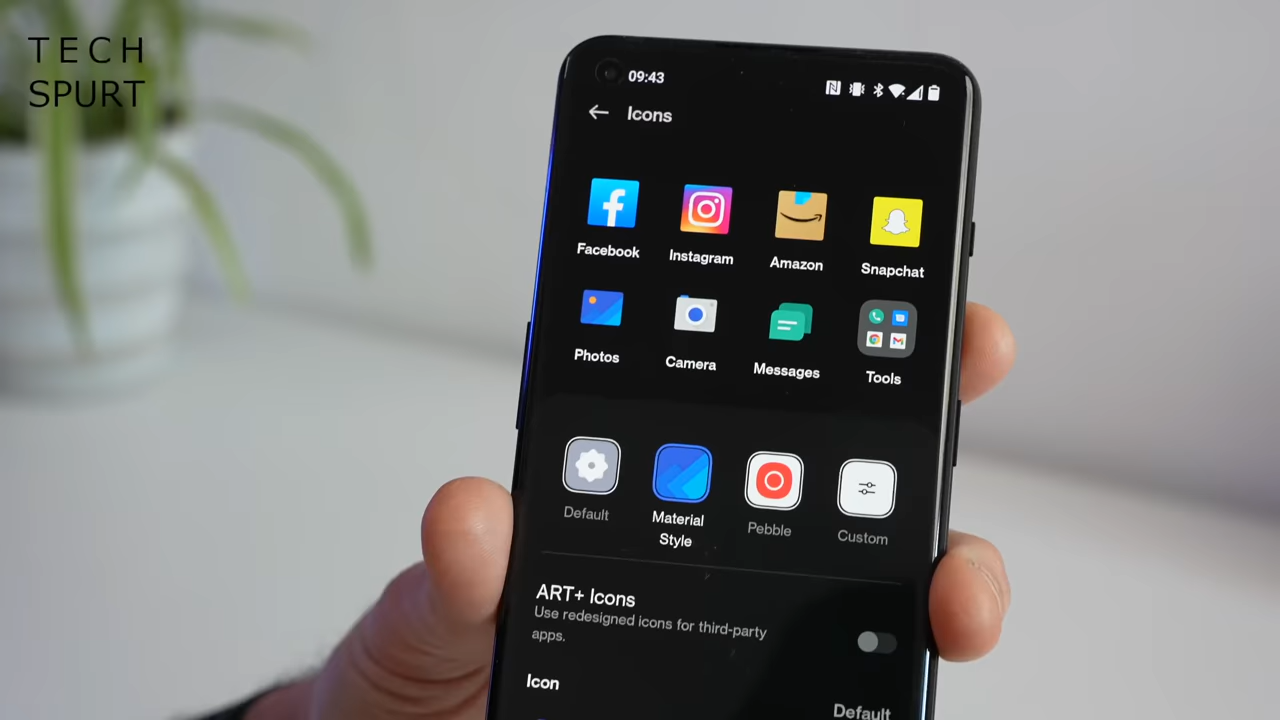 TECH
SPURT
09:43
Icons
Facebook
Instagram
Amazon
Snapchat
Photos
Camera
Messages
Tools
Default
Material
Style
Pebble
Custom
ART+ Icons
Use redesigned icons for third-party
apps.
Icon
Default